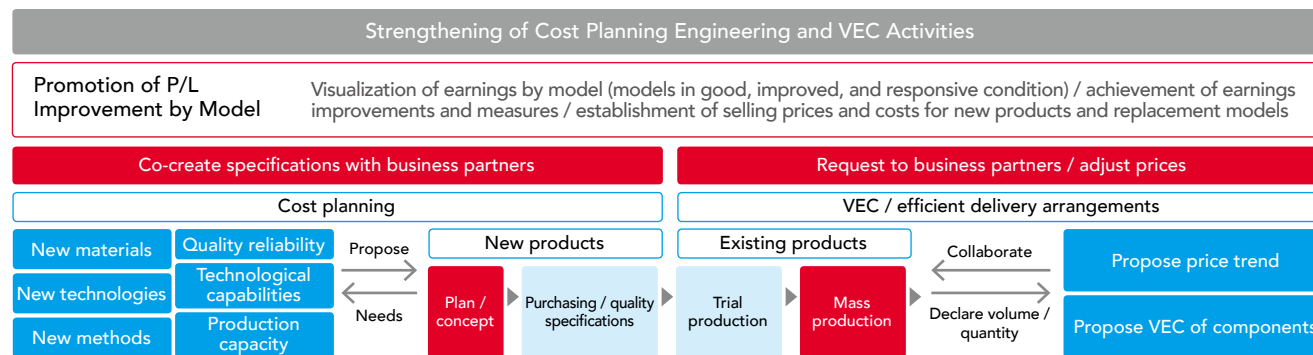 Strengthening of Cost Planning Engineering and VEC Activities
Promotion of P/L
Improvement by Model
Visualization of earnings by model (models in good, improved, and responsive condition) / achievement of earnings
improvements and measures / establishment of selling prices and costs for new products and replacement models
Co-create specifications with business partners
Request to business partners / adjust prices
Cost planning
VEC / efficient delivery arrangements
New materials
New technologies
New methods
Quality reliability
Technological
capabilities
Production
capacity
Propose
Needs
New products
Plan /
concept
Purchasing / quality
specifications
Existing products
Trial
production
Mass
production
Collaborate
Declare volume /
quantity
Propose price trend
Propose VEC of components